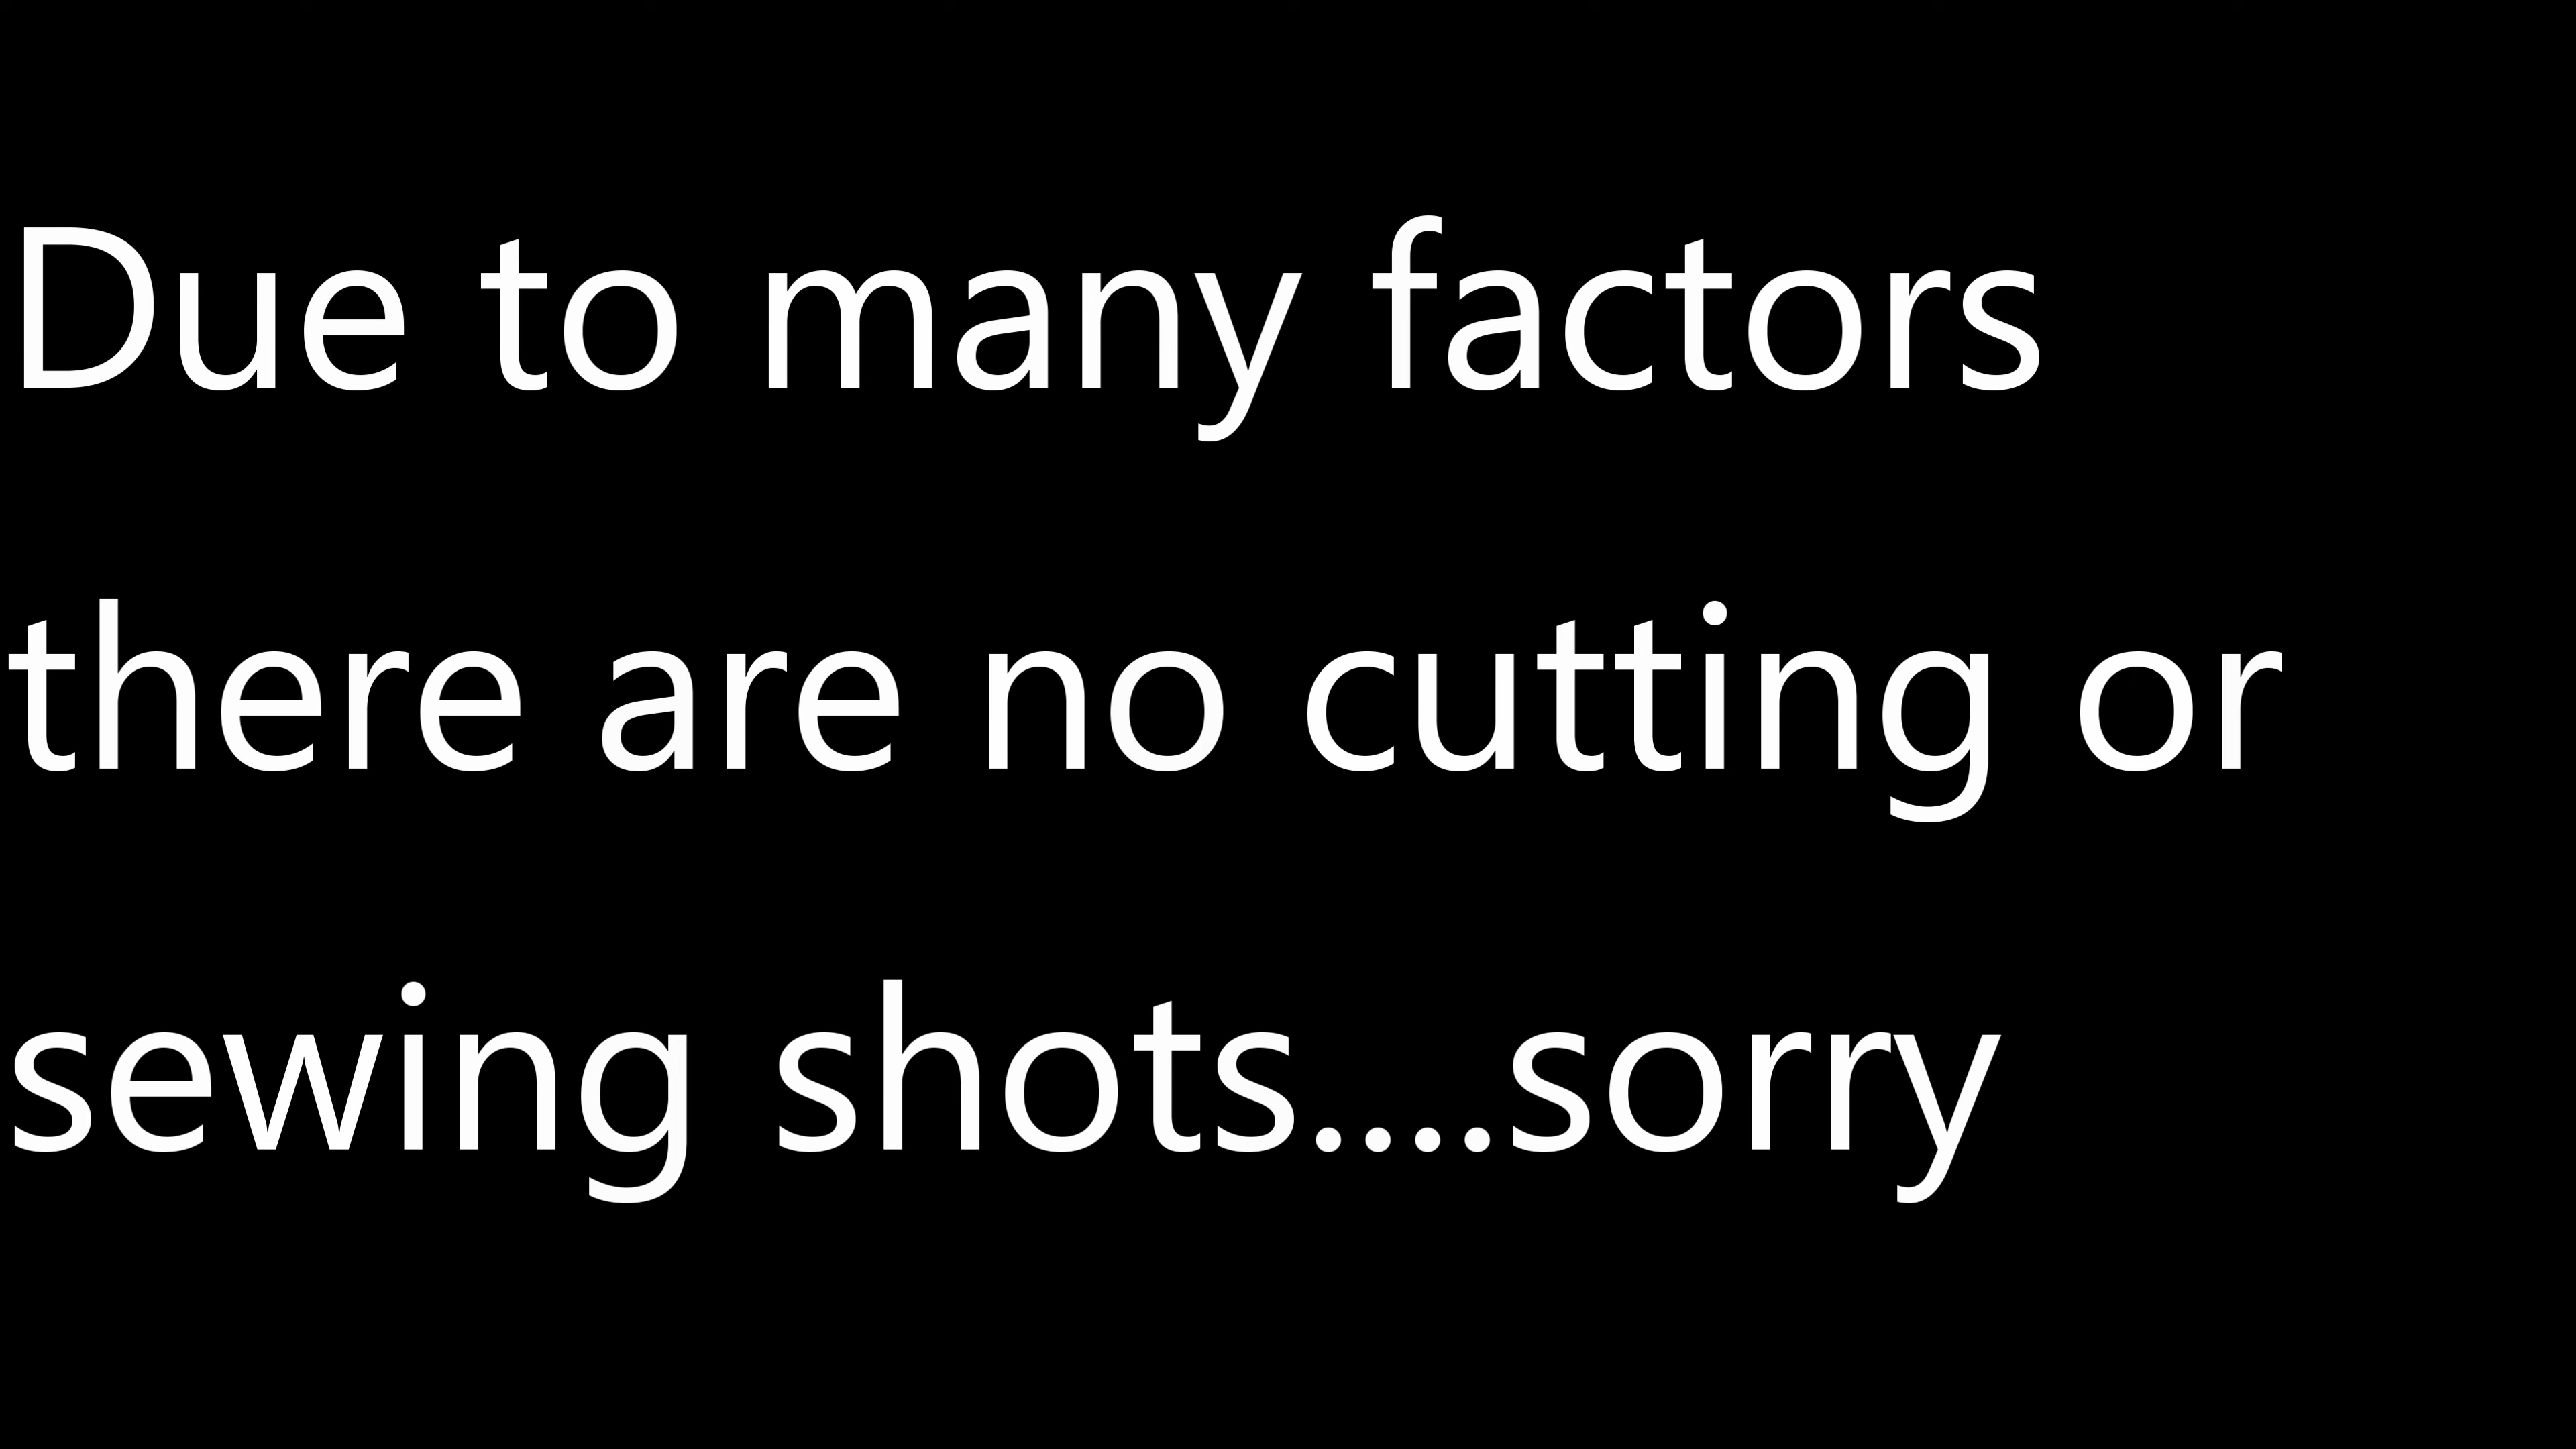 Due to many factors
there are no cutting or
sewing shots....sorry